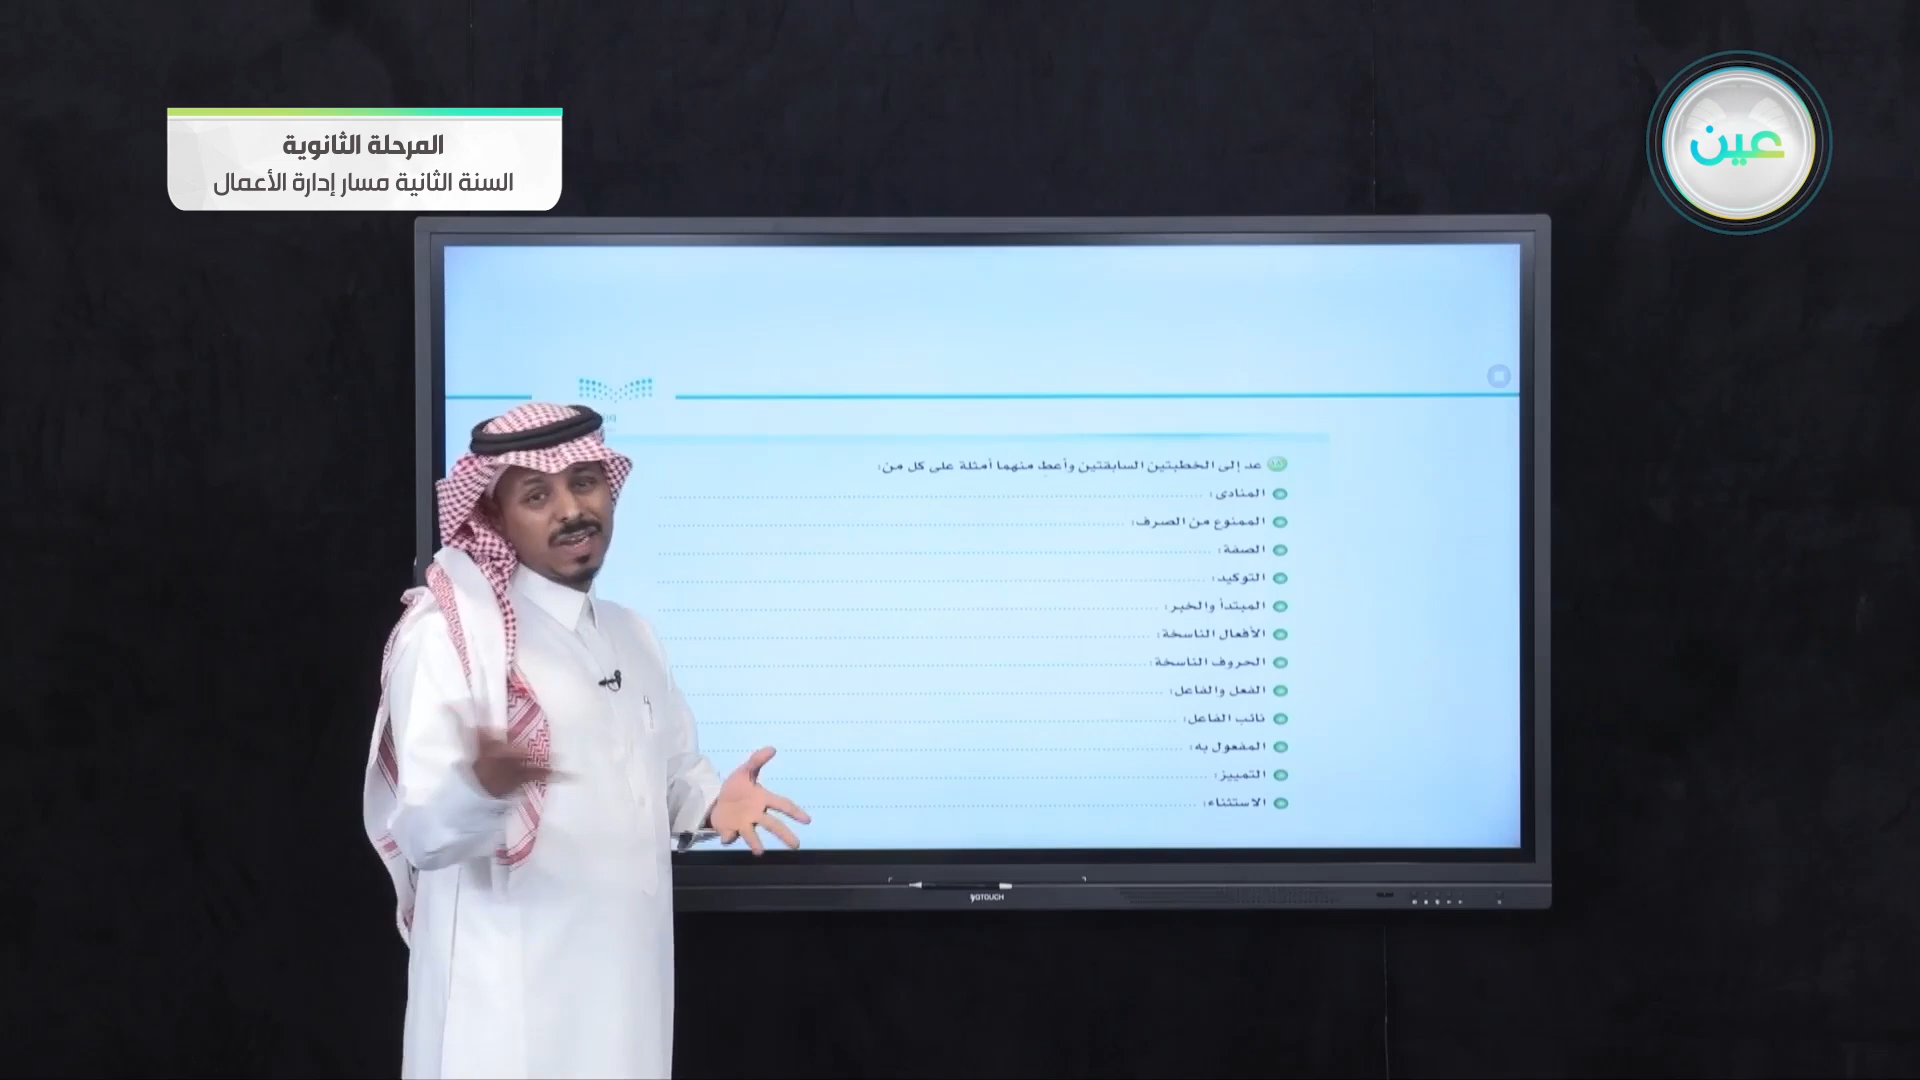 المرحلة الثانوية
السنة الثانية مسار إدارة الأعمال
عين
عد إلى الخطبتين السابقتين وأعطِ منهما أمثلة على كل من:
المنادى:
الممنوع من الصرف:
الصفة:
التوكيد:
المبتدأ والخبر:
الأفعال الناسخة:
الحروف الناسخة:
الفعل والفاعل:
نائب الفاعل:
المفعول به:
التمييز:
الاستثناء:
YQTOUCH